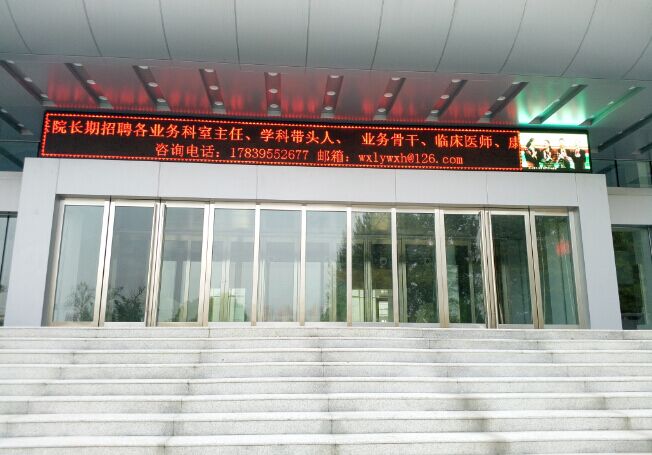 院长期招聘各业务科室主任、学科带头人、 业务骨干、临床医师、康
咨询电话：17839552677 邮箱：wxlywxh@126.com